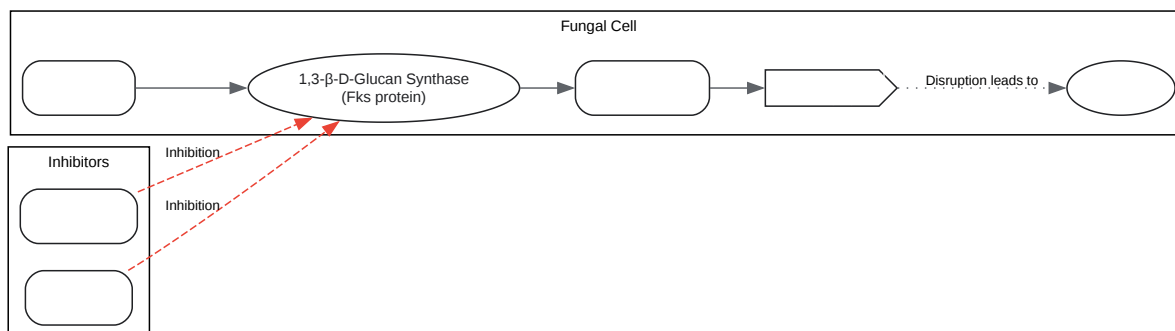 Fungal Cell
1,3-β-D-Glucan Synthase
(Fks protein)
Disruption leads to
Inhibitors
Inhibition
Inhibition